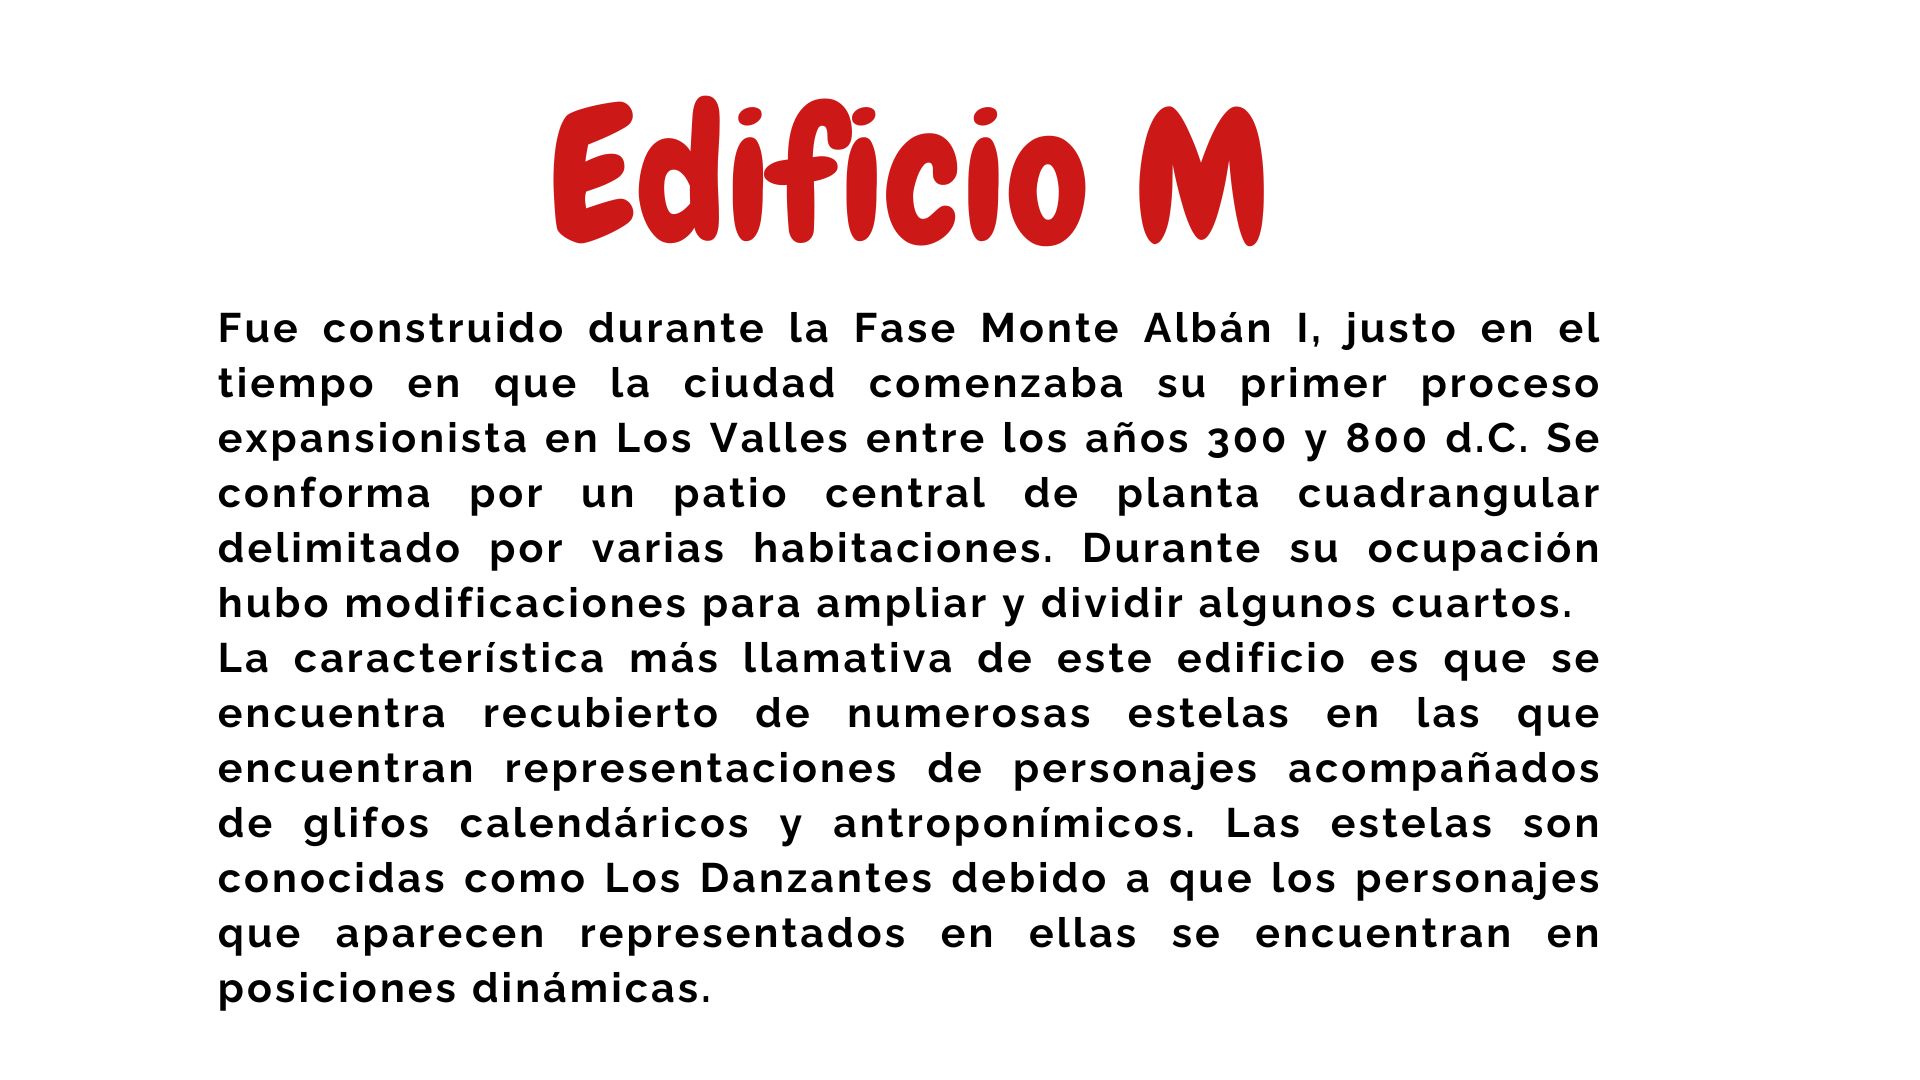 Edificio M
Fue construido durante la Fase Monte Albán I, justo en el
tiempo en que la ciudad comenzaba su primer proceso
expansionista en Los Valles entre los años 300 y 800 d.C. Se
conforma por un patio central de planta cuadrangular
delimitado por varias habitaciones. Durante su ocupación
hubo modificaciones para ampliar y dividir algunos cuartos.
La característica más llamativa de este edificio es que se
encuentra recubierto de numerosas estelas en las que
encuentran representaciones de personajes acompañados
de glifos calendáricos y antroponímicos. Las estelas son
conocidas como Los Danzantes debido a que los personajes
que aparecen representados en ellas se encuentran en
posiciones dinámicas.